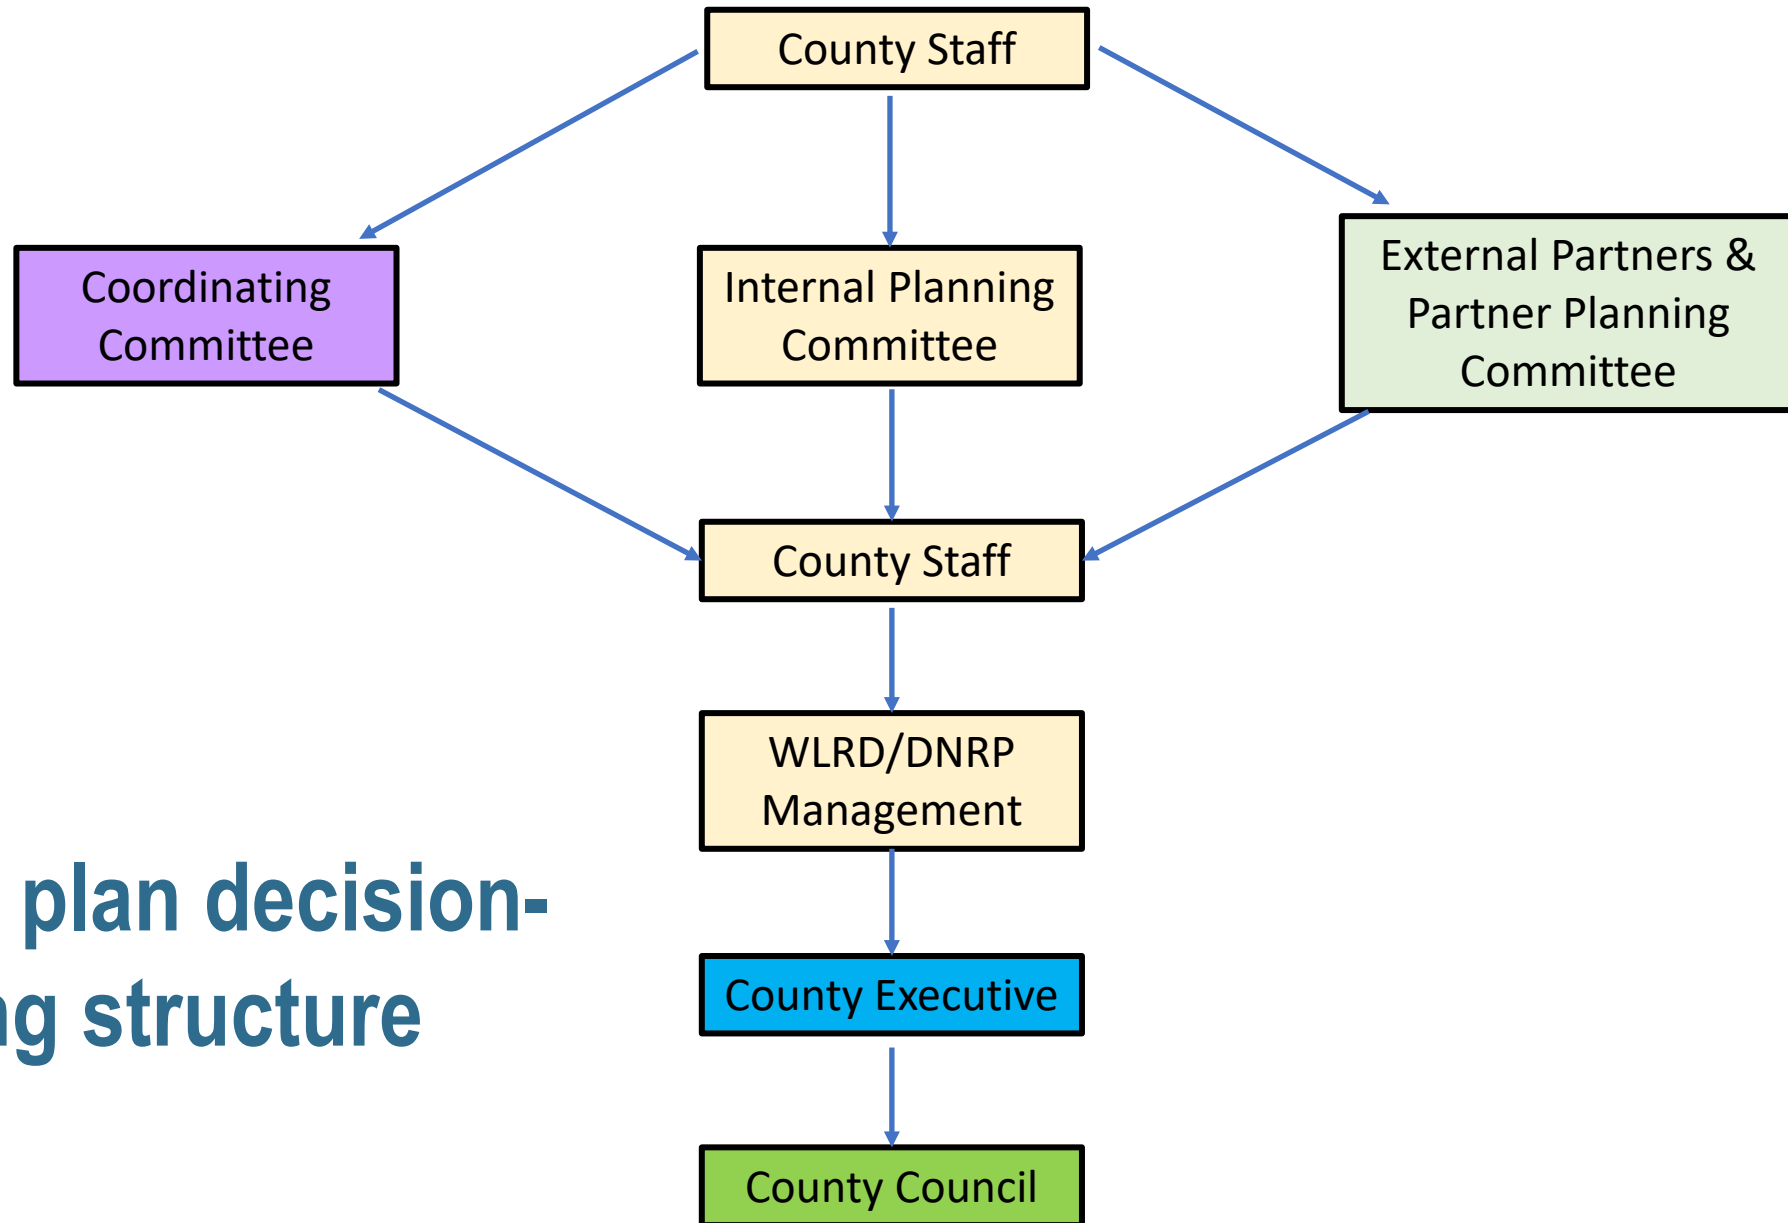 County Staff
Coordinating
Committee
Internal Planning
Committee
External Partners &
Partner Planning
Committee
County Staff
WLRD/DNRP
Management
plan decision-
structure
County Executive
County Council